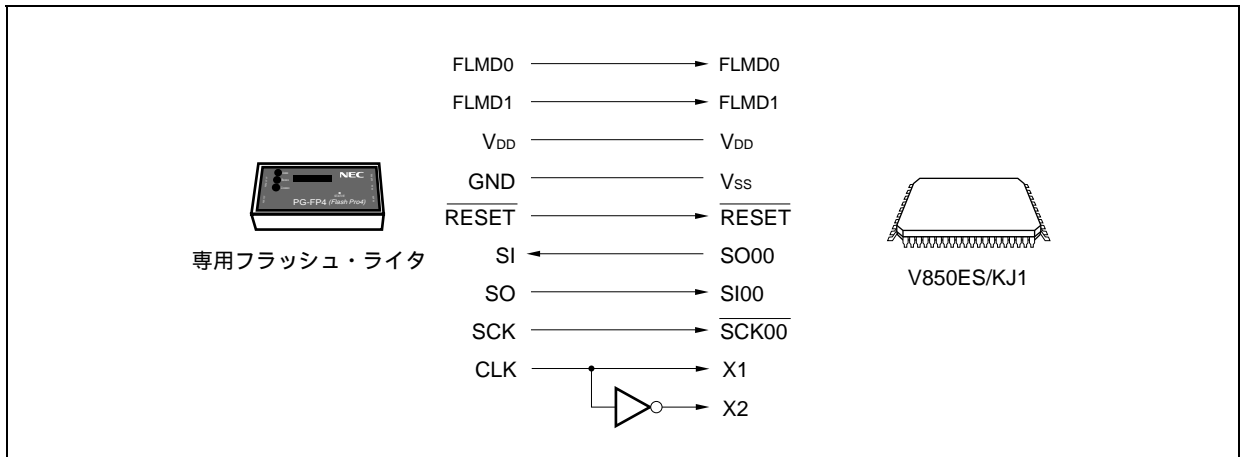 FLMD0 FLMD0
FLMD1 FLMD1
VDD VDD
GND VSS
RESET RESET
SI SO00
SO SI00
SCK SCK00
CLK X1
X2
NEC
PG-FP4 (Flash Pro4)
専用フラッシュ・ライタ
V850ES/KJ1